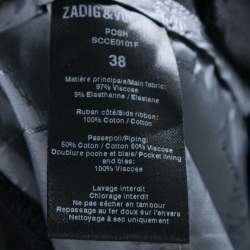 ZADIG&V
POSH
SCCE0101F
38
Matière principale/Main fabric:
97% Viscose
3% Elasthanne / Elastane
Ruban côté/Side ribbon:
100% Coton / Cotton
Passepoil/Piping:
50% Coton / Cotton 50% Viscose
Doublure poche et biais/Pocket lining
and bias:
100% Viscose
Lavage interdit
Chlorage interdit
Ne pas sécher en tambour
Repassage au fer doux sur l'envers
Nettoyage à sec uniquement